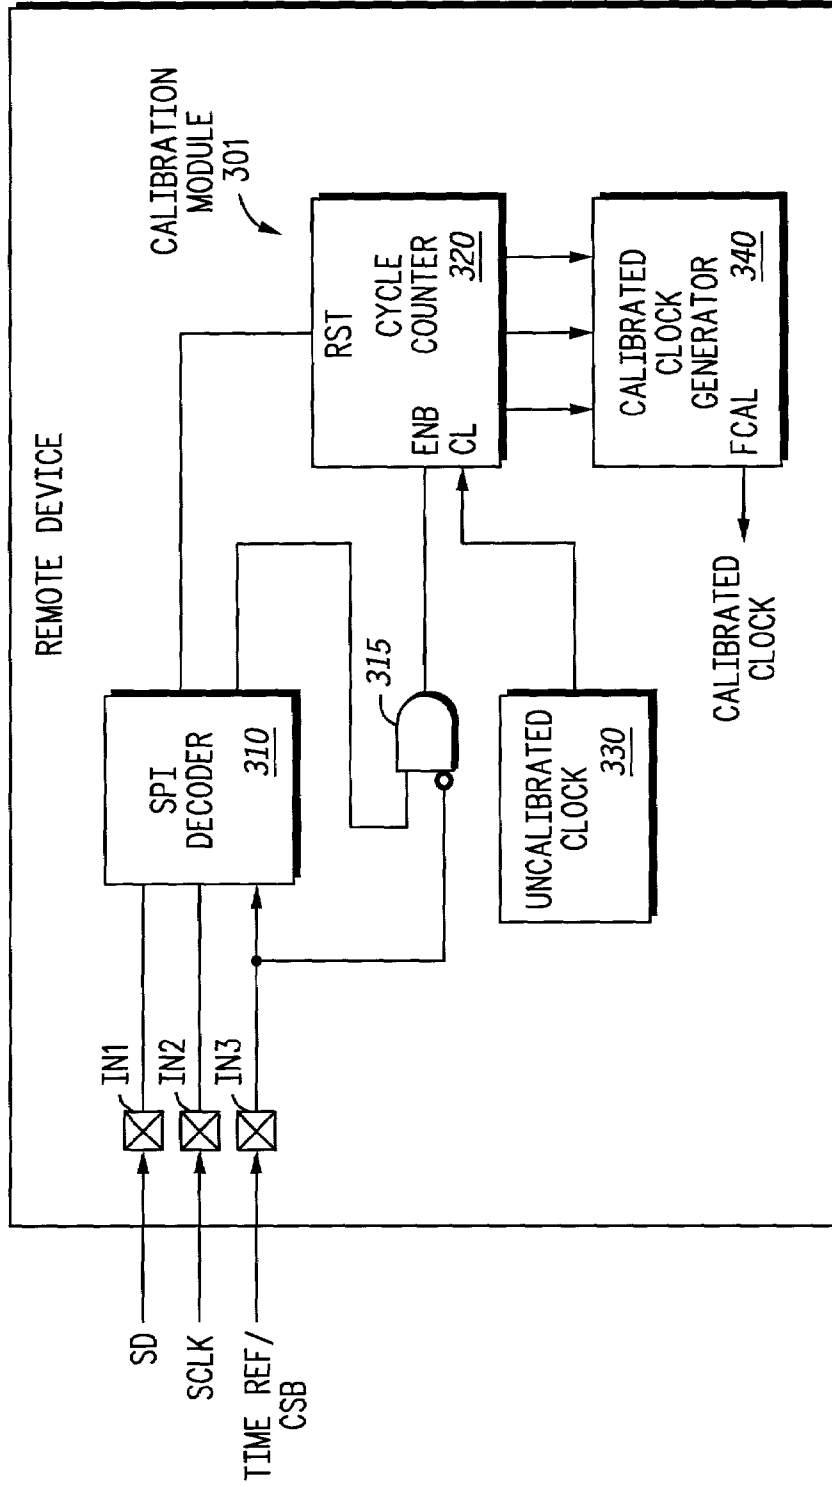 REMOTE DEVICE
CALIBRATION
MODULE
301
SD
SCLK
TIME REF/
CSB
IN1
IN2
IN3
SPI
DECODER
310
315
RST
ENB
CL
CYCLE
COUNTER
320
UNCALIBRATED
CLOCK
330
CALIBRATED
CLOCK
GENERATOR
340
FCAL
CALIBRATED
CLOCK